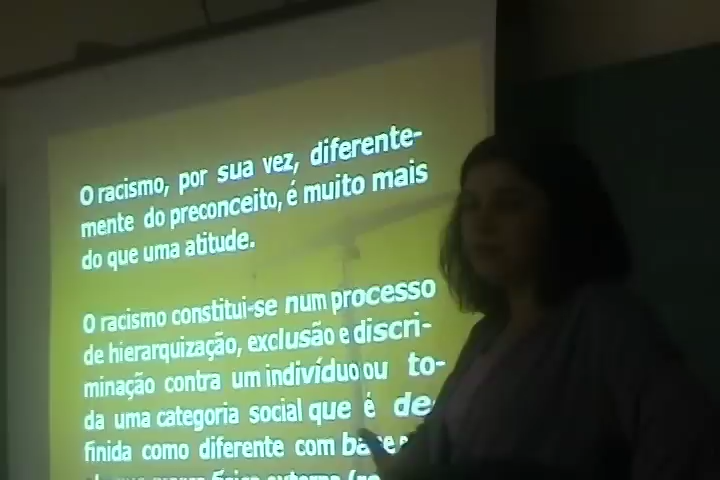 O racismo, por sua vez, diferente-
mente do preconceito, é muito mais
do que uma atitude.
O racismo constitui-se num processo
de hierarquização, exclusão e discri-
minação contra um indivíduo ou to-
da uma categoria social que é de
finida como diferente com base
física externa